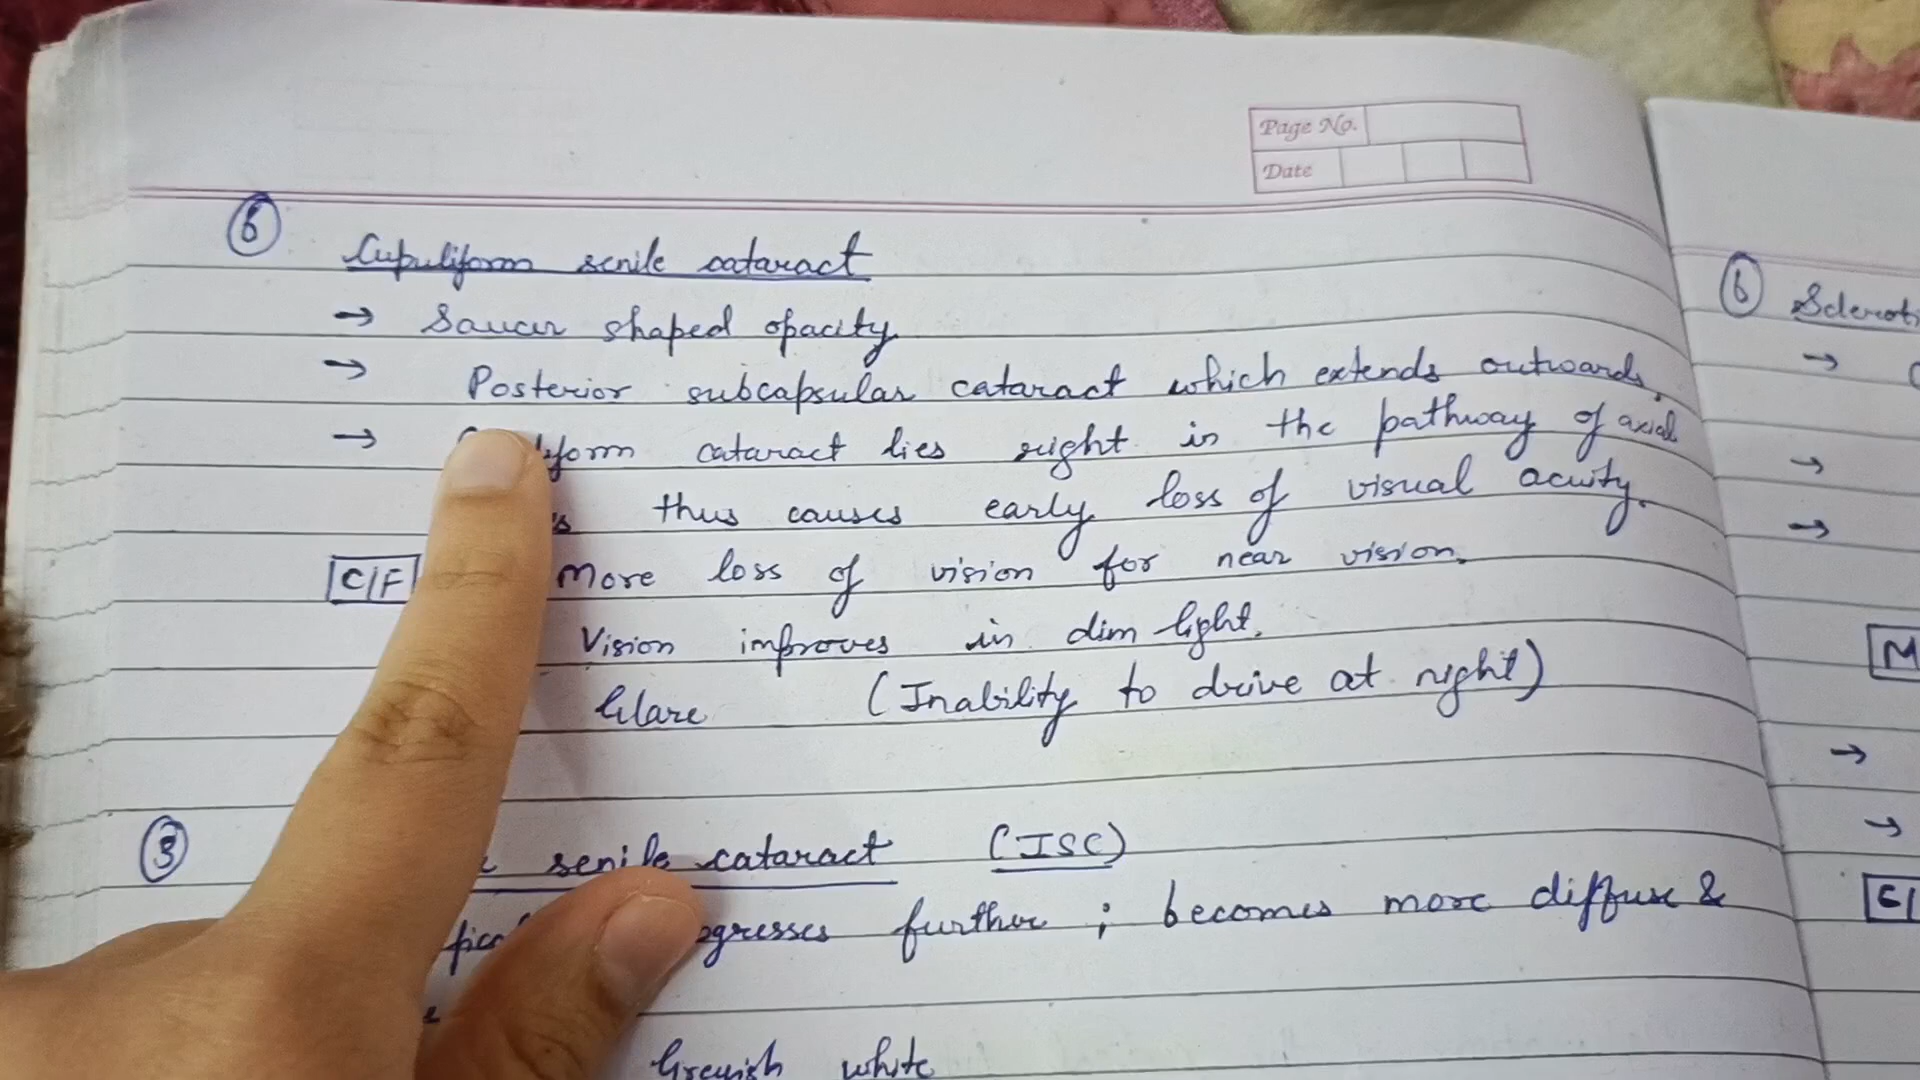 Page No.
Date
6
Cupuliform senile cataract
→ Saucer shaped opacity
→ Posterior subcapsular cataract which extends outwards
→ cataract lies right in the pathway of axial
thus causes early loss of visual acuity.
C/F More loss of vision for near vision.
Vision improves in dim light.
Glare (Inability to drive at night)
3 senile cataract (ISC)
further ; becomes more diffuse &
Greyish white
6 →
→
→
→
→